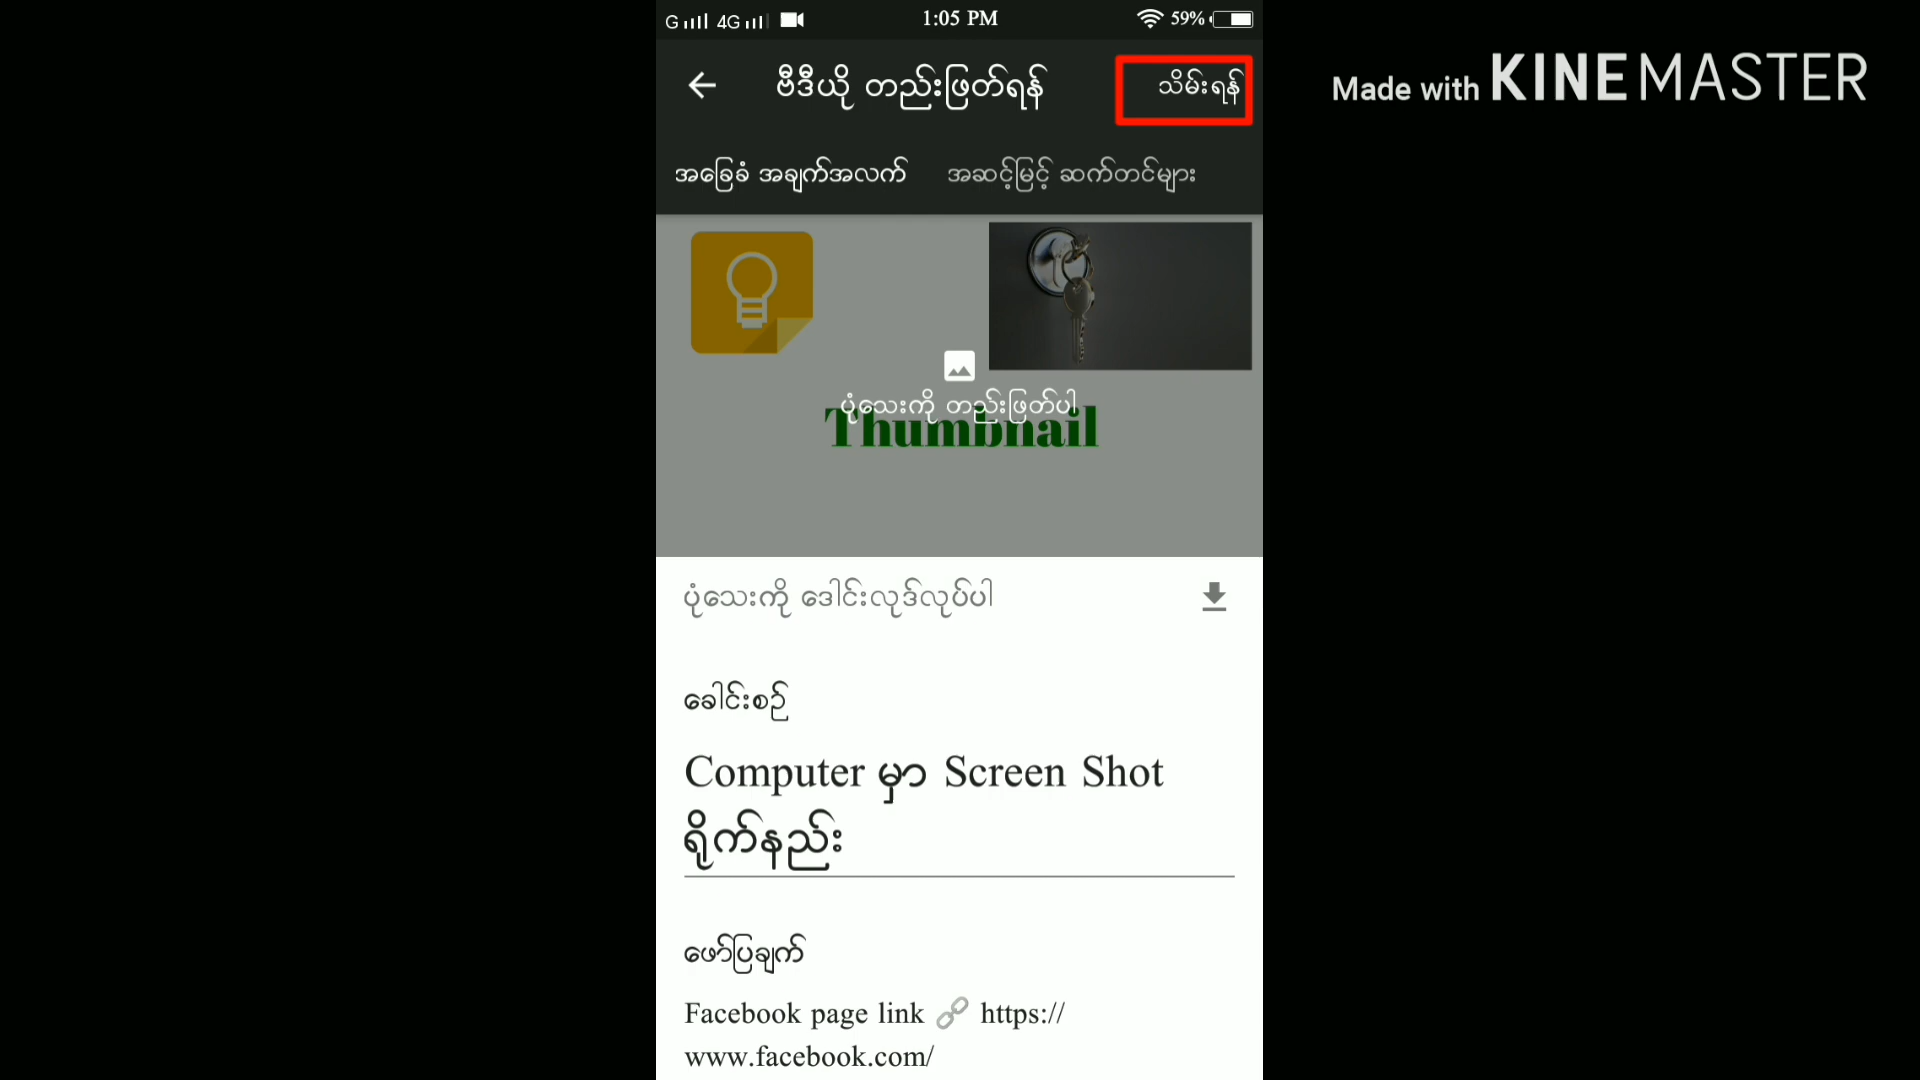 G 4G 1:05 PM 59%
ဗီဒီယို တည်းဖြတ်ရန် သိမ်းရန်
Made with KINEMASTER
အခြေခံ အချက်အလက် အဆင့်မြင့် ဆက်တင်များ
ပုံသေးကို တည်းဖြတ်ပါ
Thumbnail
ပုံသေးကို ဒေါင်းလုဒ်လုပ်ပါ
ခေါင်းစဉ်
Computer မှာ Screen Shot
ရိုက်နည်း
ဖော်ပြချက်
Facebook page link 🔗 https://
www.facebook.com/